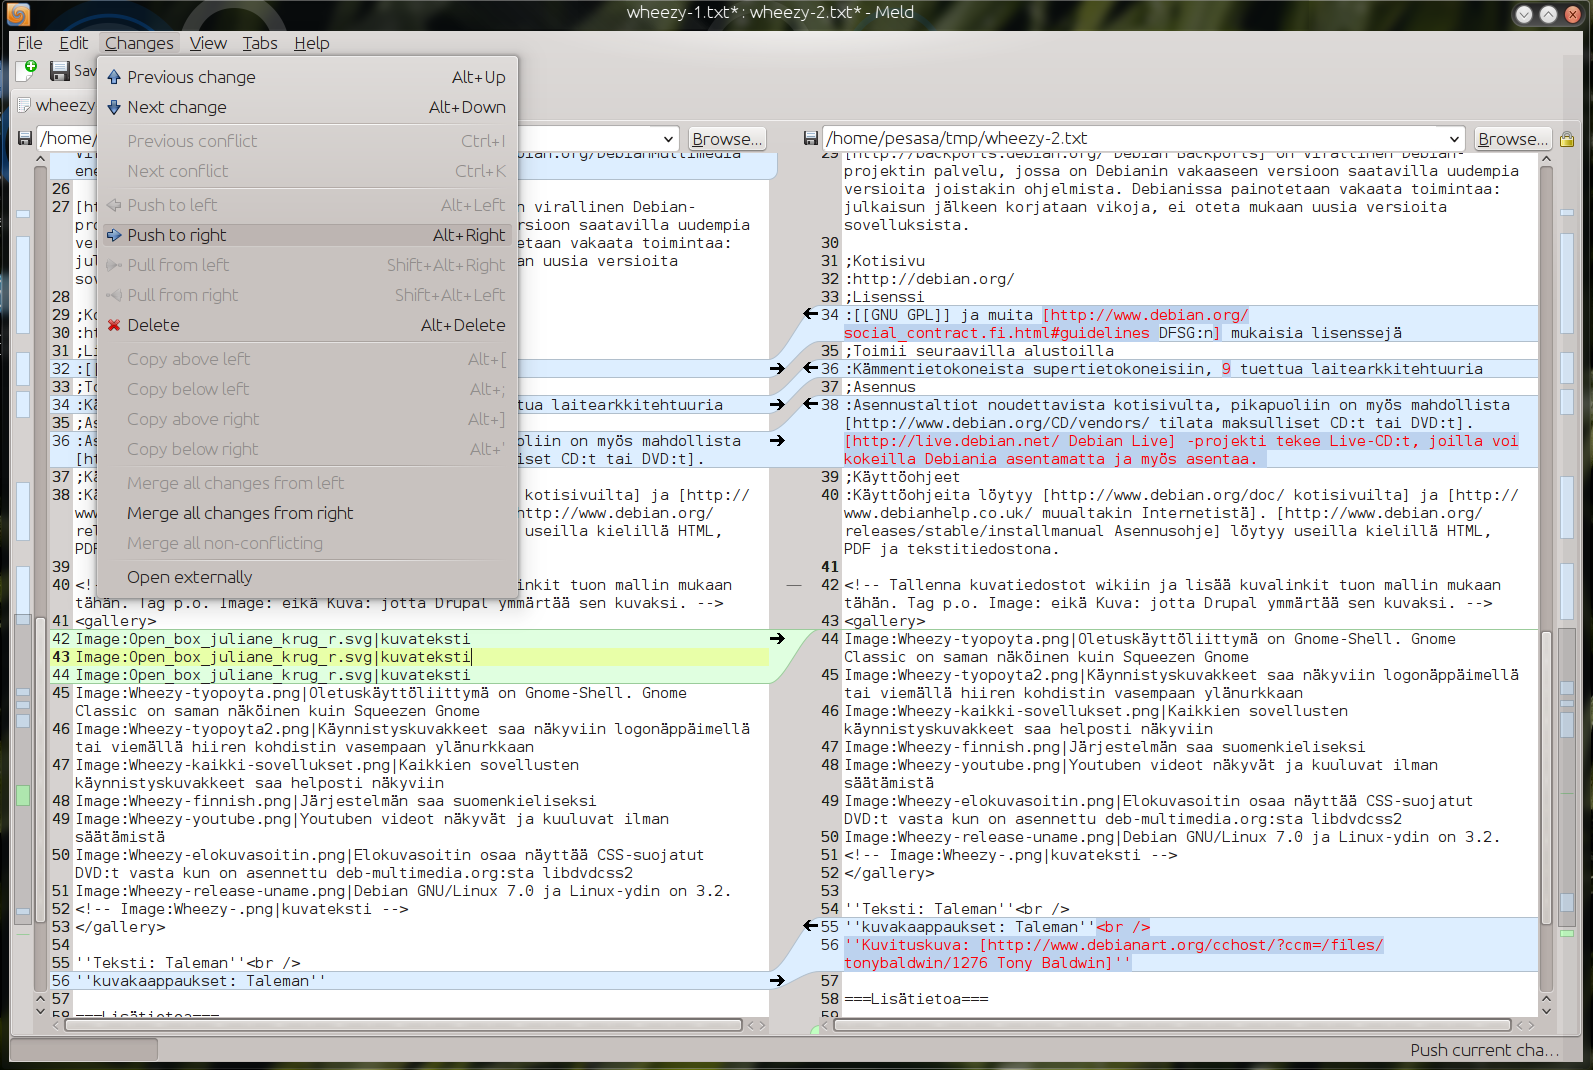 wheezy-1.txt* : wheezy-2.txt* - Meld
File Edit Changes View Tabs Help
Sav
wheezy
Previous change Alt+Up
Next change Alt+Down
Previous conflict Ctrl+I
Next conflict Ctrl+K
Push to left Alt+Left
Push to right Alt+Right
Pull from left Shift+Alt+Right
Pull from right Shift+Alt+Left
Delete Alt+Delete
Copy above left Alt+[
Copy below left Alt+;
Copy above right Alt+]
Copy below right Alt+'
Merge all changes from left
Merge all changes from right
Merge all non-conflicting
Open externally
/home/ Browse...
ian.org/DebianMultimedia
ene
26
27 [ht n virallinen Debian-
pro rsioon saatavilla uudempia
ver etaan vakaata toimintaa:
jul an uusia versioita
sov
28
29 ;Ko
30 :ht
31 ;Li
32 :[[
33 ;To
34 :Kä tua laitearkkitehtuuria
35 ;As
36 :As oliin on myös mahdollista
[ht iset CD:t tai DVD:t].
37 ;Kä
38 :Kä kotisivuilta] ja [http://
www http://www.debian.org/
rel useilla kielillä HTML,
PDF
39
40 <!- inkit tuon mallin mukaan
tähän. Tag p.o. Image: eikä Kuva: jotta Drupal ymmärtää sen kuvaksi. -->
41 <gallery>
42 Image:Open_box_juliane_krug_r.svg|kuvateksti
43 Image:Open_box_juliane_krug_r.svg|kuvateksti
44 Image:Open_box_juliane_krug_r.svg|kuvateksti
45 Image:Wheezy-tyopoyta.png|Oletuskäyttöliittymä on Gnome-Shell. Gnome
Classic on saman näköinen kuin Squeezen Gnome
46 Image:Wheezy-tyopoyta2.png|Käynnistyskuvakkeet saa näkyviin logonäppäimellä
tai viemällä hiiren kohdistin vasempaan ylänurkkaan
47 Image:Wheezy-kaikki-sovellukset.png|Kaikkien sovellusten
käynnistyskuvakkeet saa helposti näkyviin
48 Image:Wheezy-finnish.png|Järjestelmän saa suomenkieliseksi
49 Image:Wheezy-youtube.png|Youtuben videot näkyvät ja kuuluvat ilman
säätämistä
50 Image:Wheezy-elokuvasoitin.png|Elokuvasoitin osaa näyttää CSS-suojatut
DVD:t vasta kun on asennettu deb-multimedia.org:sta libdvdcss2
51 Image:Wheezy-release-uname.png|Debian GNU/Linux 7.0 ja Linux-ydin on 3.2.
52 <!-- Image:Wheezy-.png|kuvateksti -->
53 </gallery>
54
55 ''Teksti: Taleman''<br />
56 ''kuvakaappaukset: Taleman''
57
58 ===Lisätietoa===
/home/pesasa/tmp/wheezy-2.txt Browse...
29 [http://backports.debian.org/ Debian Backports] on virallinen Debian-
projektin palvelu, jossa on Debianin vakaaseen versioon saatavilla uudempia
versioita joistakin ohjelmista. Debianissa painotetaan vakaata toimintaa:
julkaisun jälkeen korjataan vikoja, ei oteta mukaan uusia versioita
sovelluksista.
30
31 ;Kotisivu
32 :http://debian.org/
33 ;Lisenssi
34 :[[GNU GPL]] ja muita [http://www.debian.org/
social_contract.fi.html#guidelines DFSG:n] mukaisia lisenssejä
35 ;Toimii seuraavilla alustoilla
36 :Kämmentietokoneista supertietokoneisiin, 9 tuettua laitearkkitehtuuria
37 ;Asennus
38 :Asennustaltiot noudettavista kotisivulta, pikapuoliin on myös mahdollista
[http://www.debian.org/CD/vendors/ tilata maksulliset CD:t tai DVD:t].
[http://live.debian.net/ Debian Live] -projekti tekee Live-CD:t, joilla voi
kokeilla Debiania asentamatta ja myös asentaa.
39 ;Käyttöohjeet
40 :Käyttöohjeita löytyy [http://www.debian.org/doc/ kotisivuilta] ja [http://
www.debianhelp.co.uk/ muualtakin Internetistä]. [http://www.debian.org/
releases/stable/installmanual Asennusohje] löytyy useilla kielillä HTML,
PDF ja tekstitiedostona.
41
42 <!-- Tallenna kuvatiedostot wikiin ja lisää kuvalinkit tuon mallin mukaan
tähän. Tag p.o. Image: eikä Kuva: jotta Drupal ymmärtää sen kuvaksi. -->
43 <gallery>
44 Image:Wheezy-tyopoyta.png|Oletuskäyttöliittymä on Gnome-Shell. Gnome
Classic on saman näköinen kuin Squeezen Gnome
45 Image:Wheezy-tyopoyta2.png|Käynnistyskuvakkeet saa näkyviin logonäppäimellä
tai viemällä hiiren kohdistin vasempaan ylänurkkaan
46 Image:Wheezy-kaikki-sovellukset.png|Kaikkien sovellusten
käynnistyskuvakkeet saa helposti näkyviin
47 Image:Wheezy-finnish.png|Järjestelmän saa suomenkieliseksi
48 Image:Wheezy-youtube.png|Youtuben videot näkyvät ja kuuluvat ilman
säätämistä
49 Image:Wheezy-elokuvasoitin.png|Elokuvasoitin osaa näyttää CSS-suojatut
DVD:t vasta kun on asennettu deb-multimedia.org:sta libdvdcss2
50 Image:Wheezy-release-uname.png|Debian GNU/Linux 7.0 ja Linux-ydin on 3.2.
51 <!-- Image:Wheezy-.png|kuvateksti -->
52 </gallery>
53
54 ''Teksti: Taleman''<br />
55 ''kuvakaappaukset: Taleman''<br />
56 ''Kuvituskuva: [http://www.debianart.org/cchost/?ccm=/files/
tonybaldwin/1276 Tony Baldwin]''
57
58 ===Lisätietoa===
59
Push current cha...